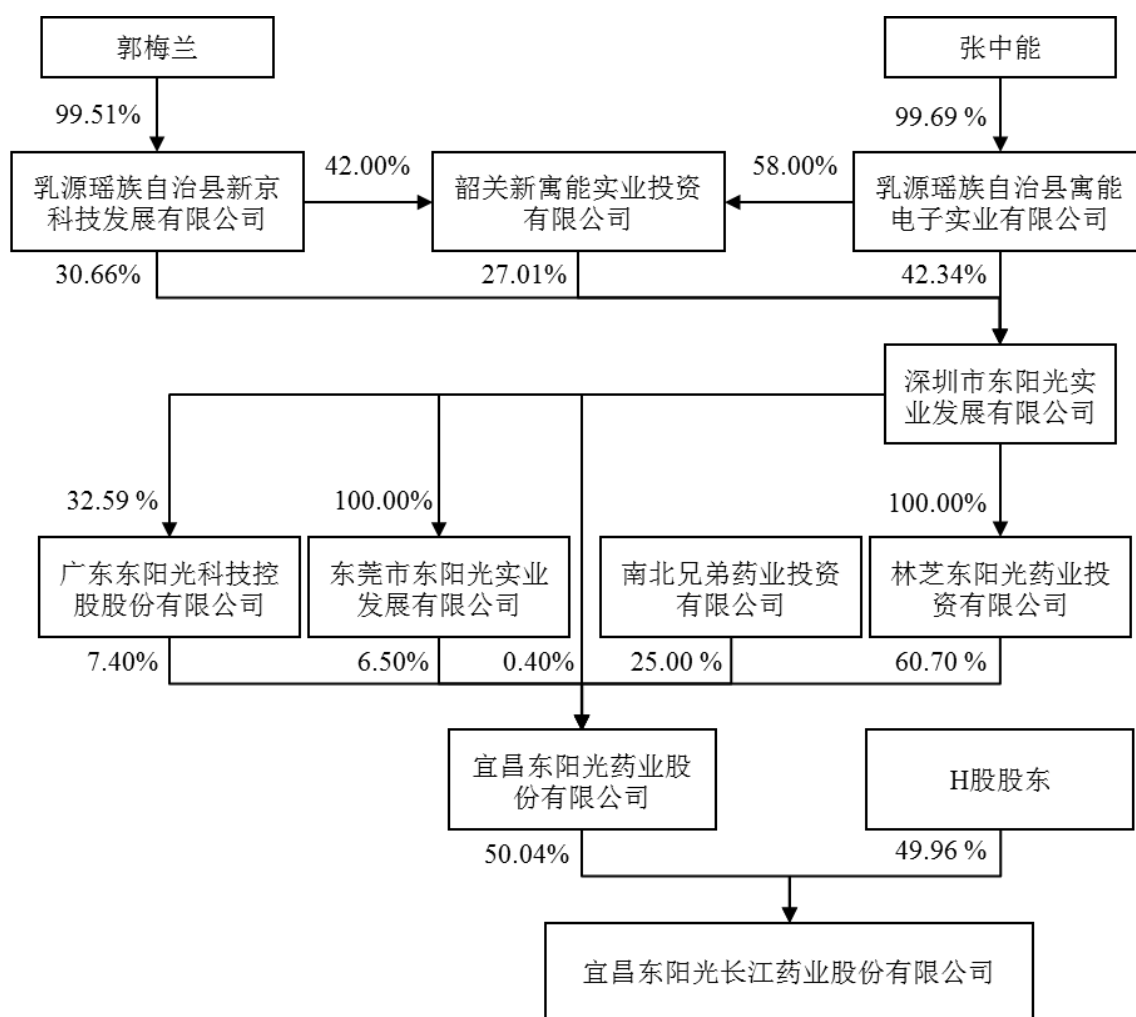 郭梅兰
张中能
99.51%
99.69 %
乳源瑶族自治县新京
科技发展有限公司
42.00%
韶关新寓能实业投资
有限公司
58.00%
乳源瑶族自治县寓能
电子实业有限公司
30.66%
27.01%
42.34%
深圳市东阳光实
业发展有限公司
32.59 %
100.00%
100.00%
广东东阳光科技控
股股份有限公司
东莞市东阳光实业
发展有限公司
南北兄弟药业投资
有限公司
林芝东阳光药业投
资有限公司
7.40%
6.50%
0.40%
25.00 %
60.70 %
宜昌东阳光药业股
份有限公司
H股股东
50.04%
49.96 %
宜昌东阳光长江药业股份有限公司